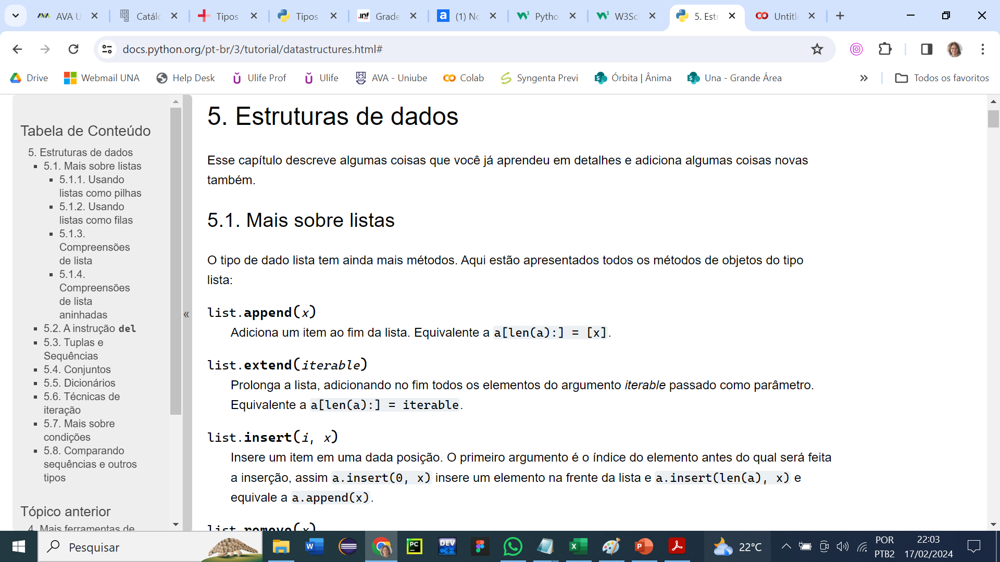 AVA U
Catálc
Tipos
Tipos
Grade
(1) Nc
Pytho
W3Sc
5. Estr
Untitl
docs.python.org/pt-br/3/tutorial/datastructures.html#
Drive
Webmail UNA
Help Desk
Ulife Prof
Ulife
AVA - Uniube
Colab
Syngenta Previ
Órbita | Ânima
Una - Grande Área
»
Todos os favoritos
Tabela de Conteúdo
5. Estruturas de dados
5.1. Mais sobre listas
5.1.1. Usando
listas como pilhas
5.1.2. Usando
listas como filas
5.1.3.
Compreensões
de lista
5.1.4.
Compreensões
de lista
aninhadas
5.2. A instrução del
5.3. Tuplas e
Sequências
5.4. Conjuntos
5.5. Dicionários
5.6. Técnicas de
iteração
5.7. Mais sobre
condições
5.8. Comparando
sequências e outros
tipos
Tópico anterior
4. Mais ferramentas de
«
5. Estruturas de dados
Esse capítulo descreve algumas coisas que você já aprendeu em detalhes e adiciona algumas coisas novas
também.
5.1. Mais sobre listas
O tipo de dado lista tem ainda mais métodos. Aqui estão apresentados todos os métodos de objetos do tipo
lista:
list.append(x)
Adiciona um item ao fim da lista. Equivalente a a[len(a):] = [x].
list.extend(iterable)
Prolonga a lista, adicionando no fim todos os elementos do argumento iterable passado como parâmetro.
Equivalente a a[len(a):] = iterable.
list.insert(i, x)
Insere um item em uma dada posição. O primeiro argumento é o índice do elemento antes do qual será feita
a inserção, assim a.insert(0, x) insere um elemento na frente da lista e a.insert(len(a), x) e
equivale a a.append(x).
list.remove(x)
Pesquisar
22°C
POR
PTB2
22:03
17/02/2024